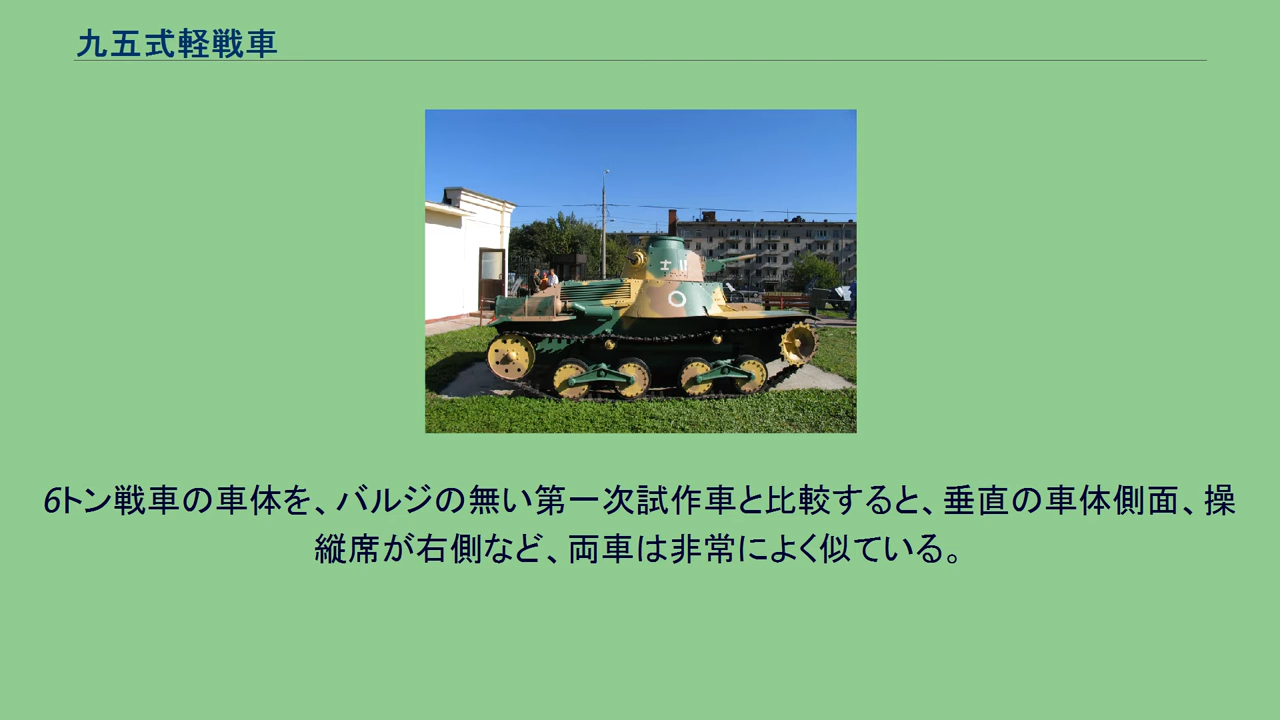 九五式軽戦車
士 1F
6トン戦車の車体を、バルジの無い第一次試作車と比較すると、垂直の車体側面、操
縦席が右側など、両車は非常によく似ている。